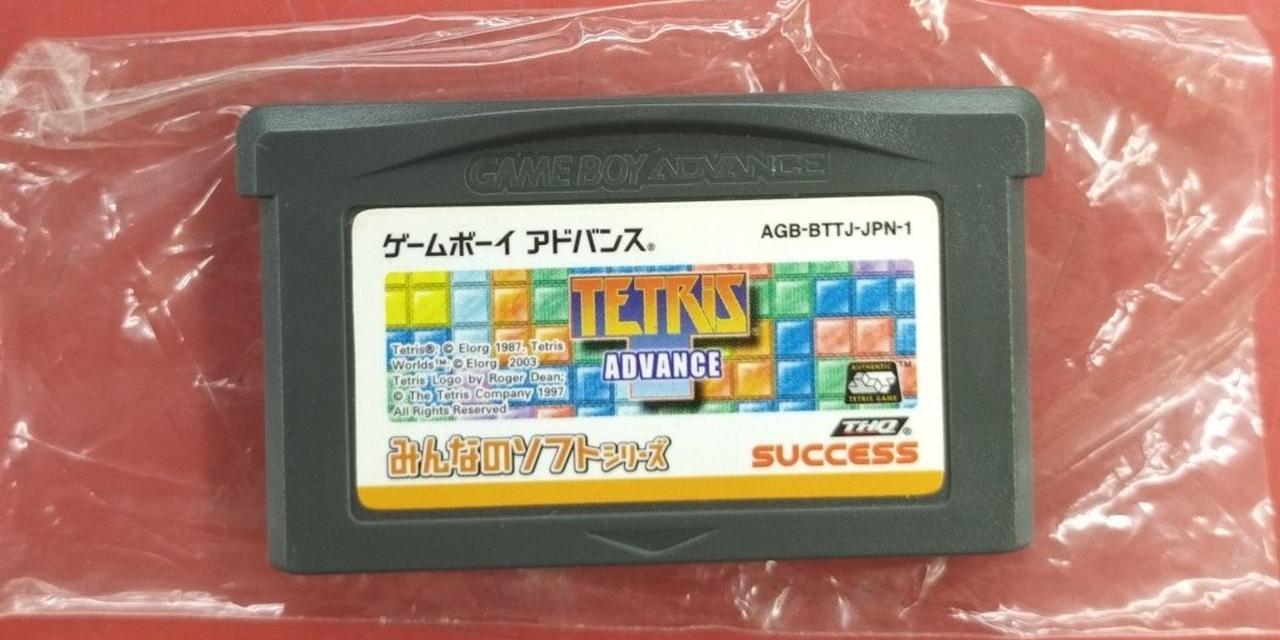 GAME BOY ADVANCE
ゲームボーイ アドバンス®
AGB-BTTJ-JPN-1
TETRiS
ADVANCE
Tetris®; © Elorg 1987, Tetris
Worlds™; © Elorg 2003
Tetris Logo by Roger Dean;
© The Tetris Company 1997
All Rights Reserved
AUTHENTIC
TETRIS GAME
™
THQ®
みんなのソフトシリーズ
SUCCESS